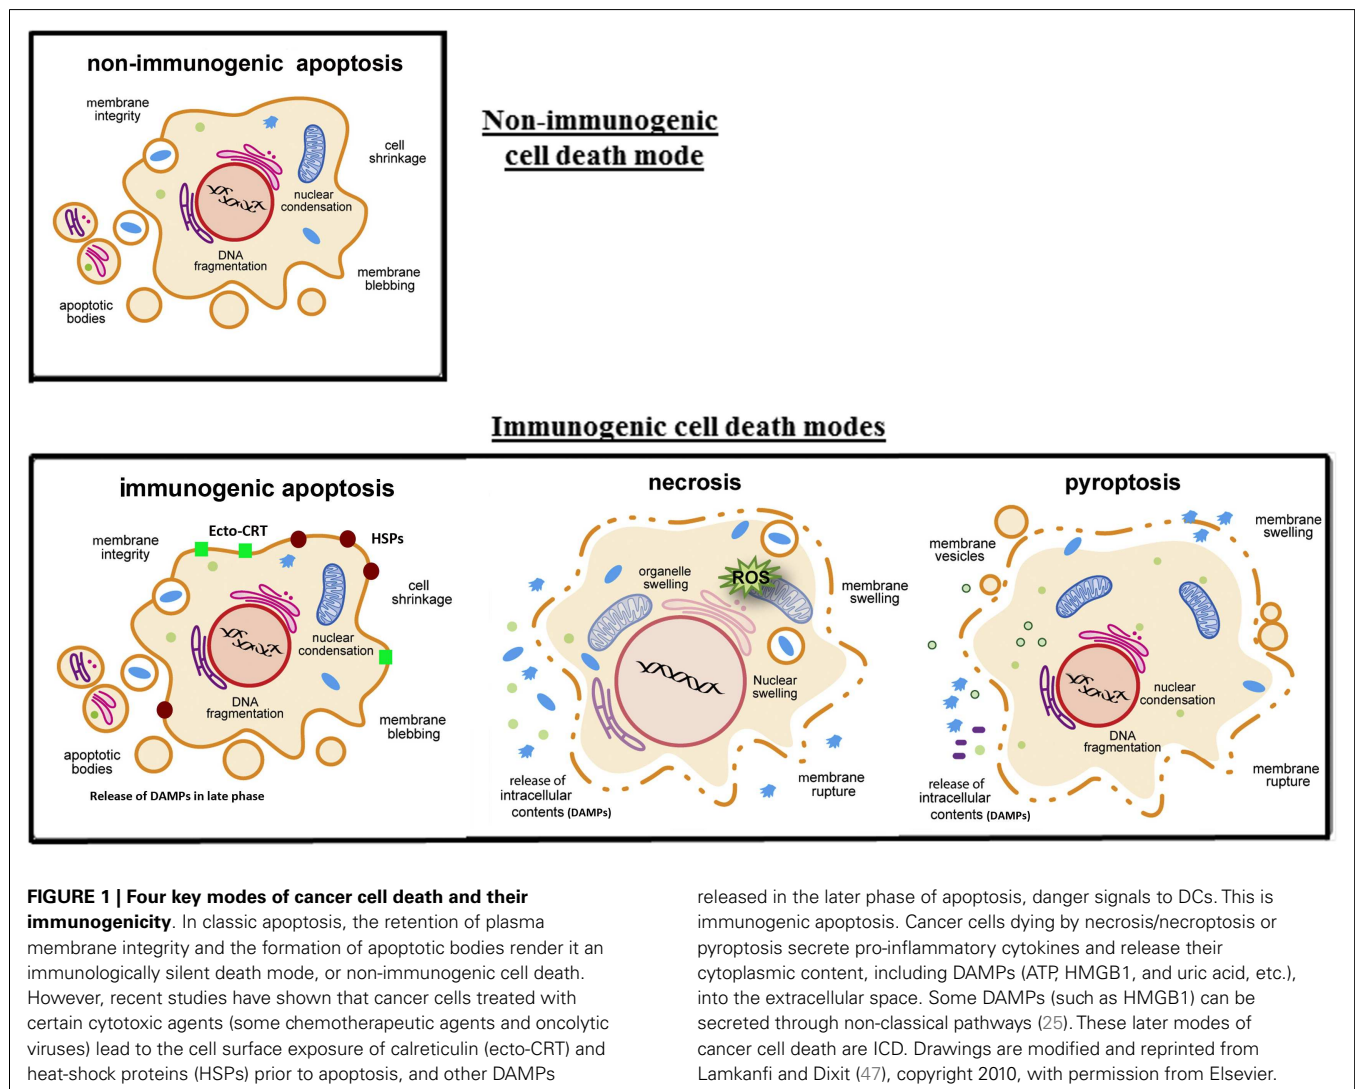 non-immunogenic apoptosis
membrane
integrity
cell
shrinkage
nuclear
condensation
DNA
fragmentation
membrane
blebbing
apoptotic
bodies
Non-immunogenic
cell death mode
Immunogenic cell death modes
immunogenic apoptosis
Ecto-CRT
HSPs
membrane
integrity
cell
shrinkage
nuclear
condensation
DNA
fragmentation
membrane
blebbing
apoptotic
bodies
Release of DAMPs in late phase
necrosis
organelle
swelling
ROS
membrane
swelling
Nuclear
swelling
membrane
rupture
release of
intracellular
contents (DAMPs)
pyroptosis
membrane
vesicles
membrane
swelling
nuclear
condensation
DNA
fragmentation
membrane
rupture
release of
intracellular
contents (DAMPs)
FIGURE 1 | Four key modes of cancer cell death and their
immunogenicity. In classic apoptosis, the retention of plasma
membrane integrity and the formation of apoptotic bodies render it an
immunologically silent death mode, or non-immunogenic cell death.
However, recent studies have shown that cancer cells treated with
certain cytotoxic agents (some chemotherapeutic agents and oncolytic
viruses) lead to the cell surface exposure of calreticulin (ecto-CRT) and
heat-shock proteins (HSPs) prior to apoptosis, and other DAMPs
released in the later phase of apoptosis, danger signals to DCs. This is
immunogenic apoptosis. Cancer cells dying by necrosis/necroptosis or
pyroptosis secrete pro-inflammatory cytokines and release their
cytoplasmic content, including DAMPs (ATP, HMGB1, and uric acid, etc.),
into the extracellular space. Some DAMPs (such as HMGB1) can be
secreted through non-classical pathways (25). These later modes of
cancer cell death are ICD. Drawings are modified and reprinted from
Lamkanfi and Dixit (47), copyright 2010, with permission from Elsevier.